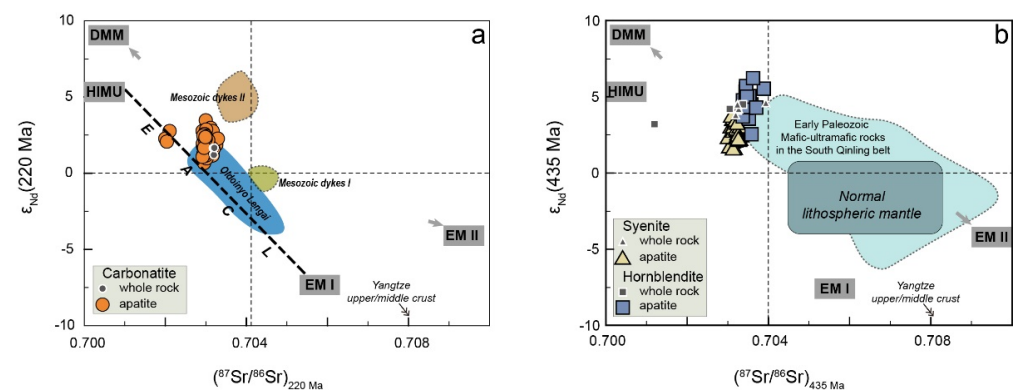 a
εNd(220 Ma)
10
5
0
-5
-10
DMM
HIMU
Mesozoic dykes II
Mesozoic dykes I
Oldoinyo Lengai
E
A
C
L
EM II
EM I
Yangtze
upper/middle crust
Carbonatite
whole rock
apatite
0.700
0.704
0.708
(87Sr/86Sr)220 Ma
b
εNd(435 Ma)
10
5
0
-5
-10
DMM
HIMU
Early Paleozoic
Mafic-ultramafic rocks
in the South Qinling belt
Normal
lithospheric mantle
EM II
EM I
Yangtze
upper/middle crust
Syenite
whole rock
apatite
Hornblendite
whole rock
apatite
0.700
0.704
0.708
(87Sr/86Sr)435 Ma